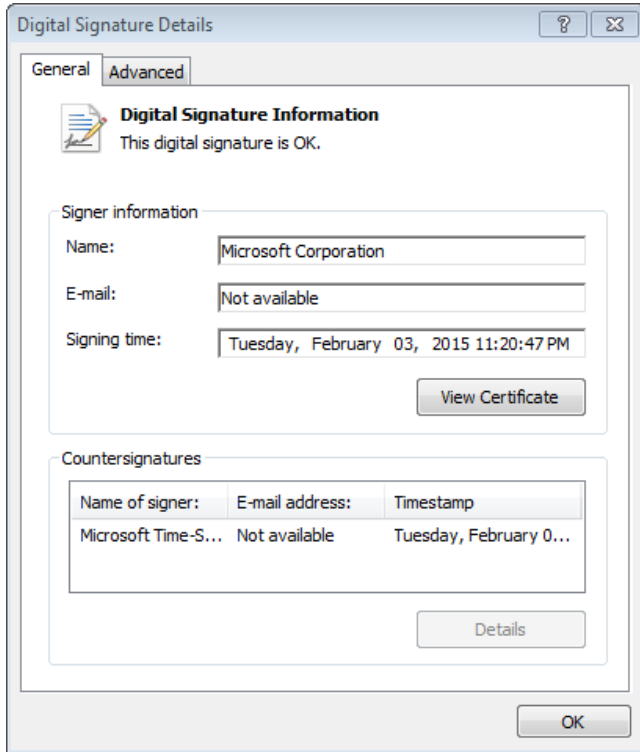 Digital Signature Details
General Advanced
Digital Signature Information
This digital signature is OK.
Signer information
Name: Microsoft Corporation
E-mail: Not available
Signing time: Tuesday, February 03, 2015 11:20:47 PM
View Certificate
Countersignatures
Name of signer: E-mail address: Timestamp
Microsoft Time-S... Not available Tuesday, February 0...
Details
OK